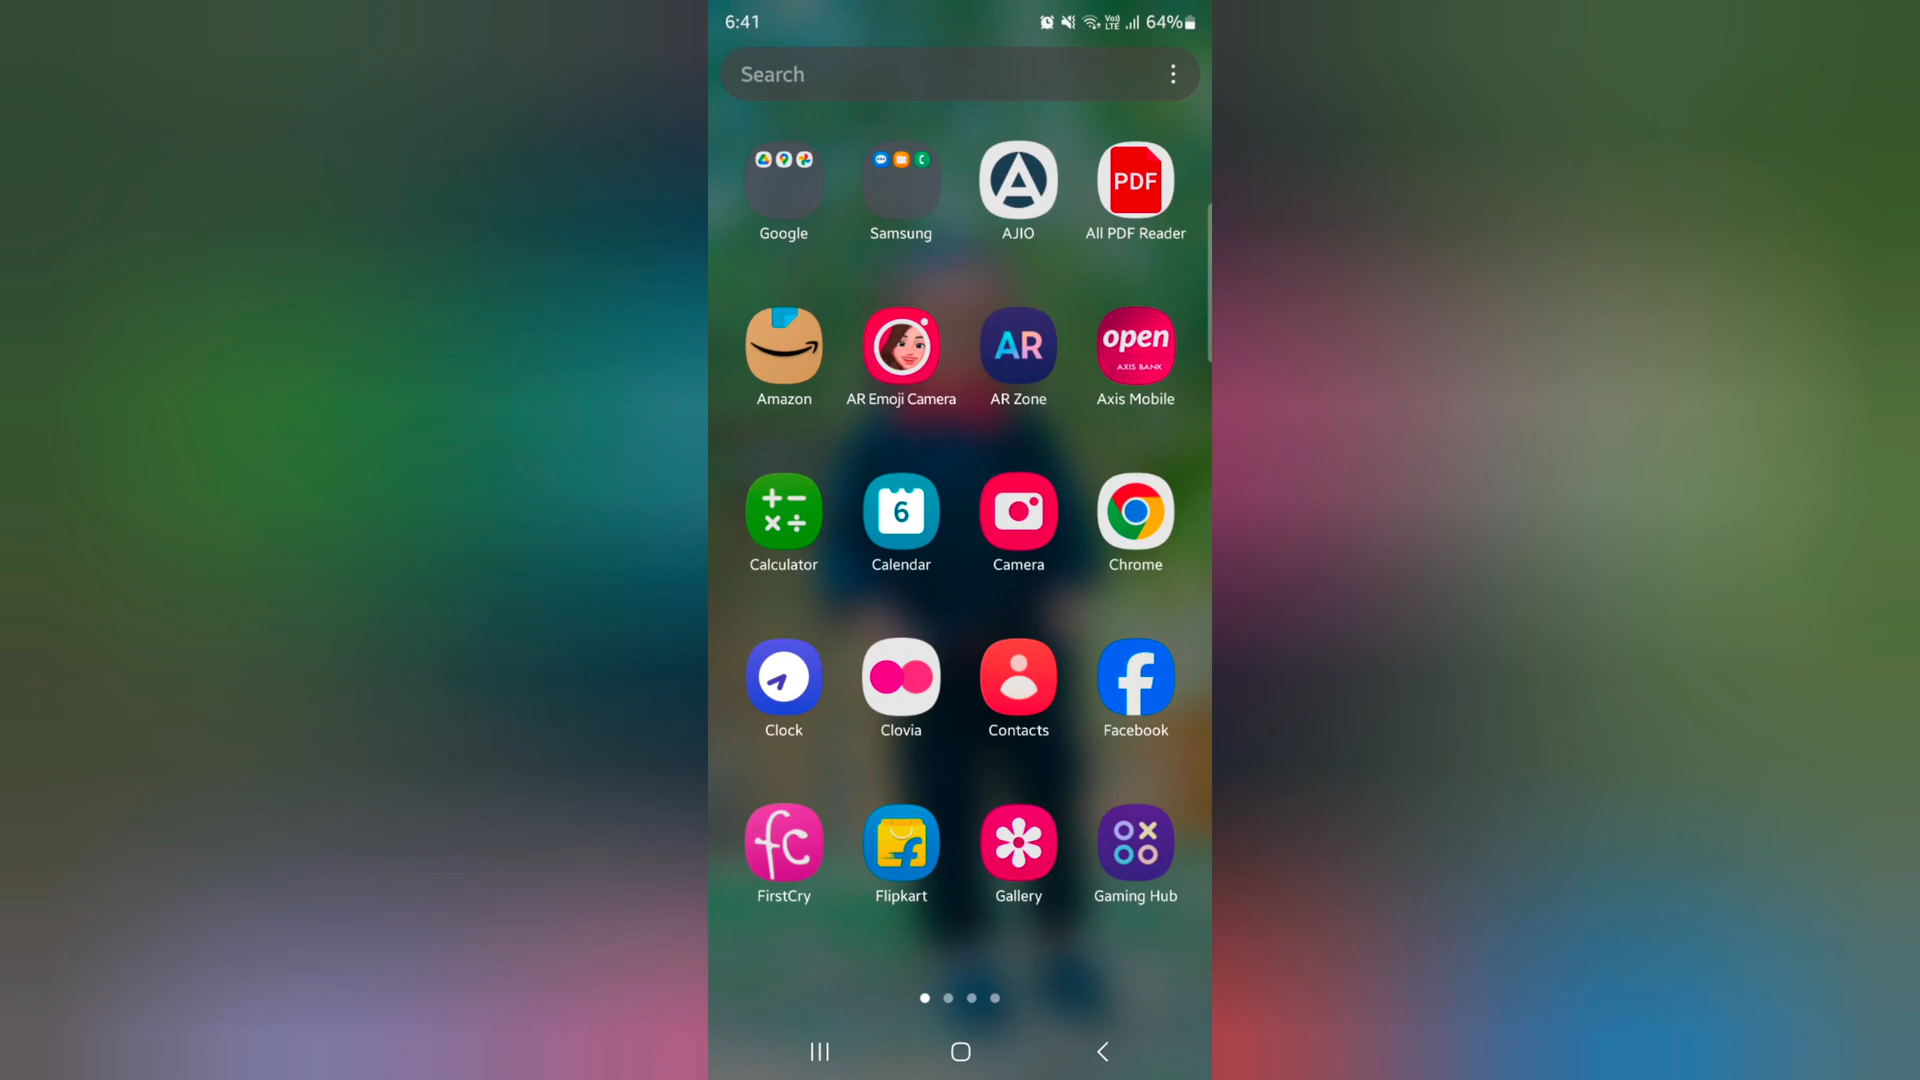 6:41 Vo)) LTE 64%
Search
PDF
Google Samsung AJIO All PDF Reader
open
AXIS BANK
AR
Amazon AR Emoji Camera AR Zone Axis Mobile
6
Calculator Calendar Camera Chrome
Clock Clovia Contacts Facebook
fc
FirstCry Flipkart Gallery Gaming Hub